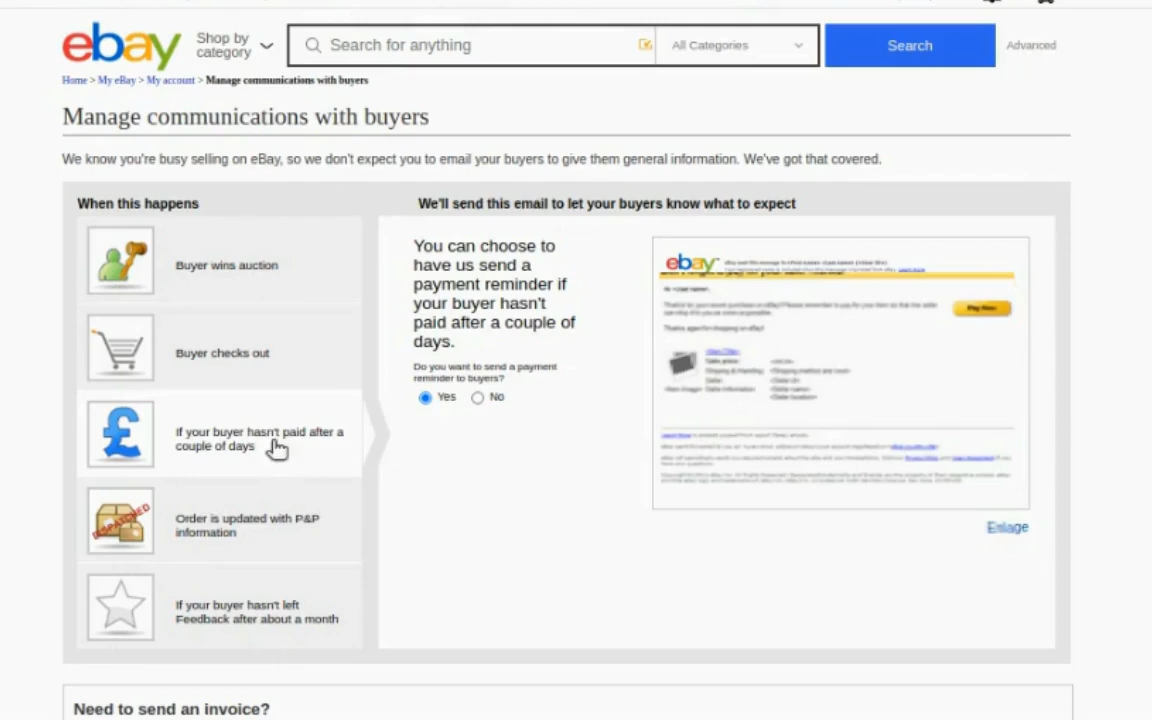 ebay
Shop by
category
Search for anything
All Categories
Search
Advanced
Home > My eBay > My account > Manage communications with buyers
Manage communications with buyers
We know you're busy selling on eBay, so we don't expect you to email your buyers to give them general information. We've got that covered.
When this happens
We'll send this email to let your buyers know what to expect
Buyer wins auction
Buyer checks out
If your buyer hasn't paid after a
couple of days
DISPATCHED
Order is updated with P&P
information
If your buyer hasn't left
Feedback after about a month
You can choose to
have us send a
payment reminder if
your buyer hasn't
paid after a couple of
days.
Do you want to send a payment
reminder to buyers?
Yes No
ebay
Pay Now
Enlage
Need to send an invoice?